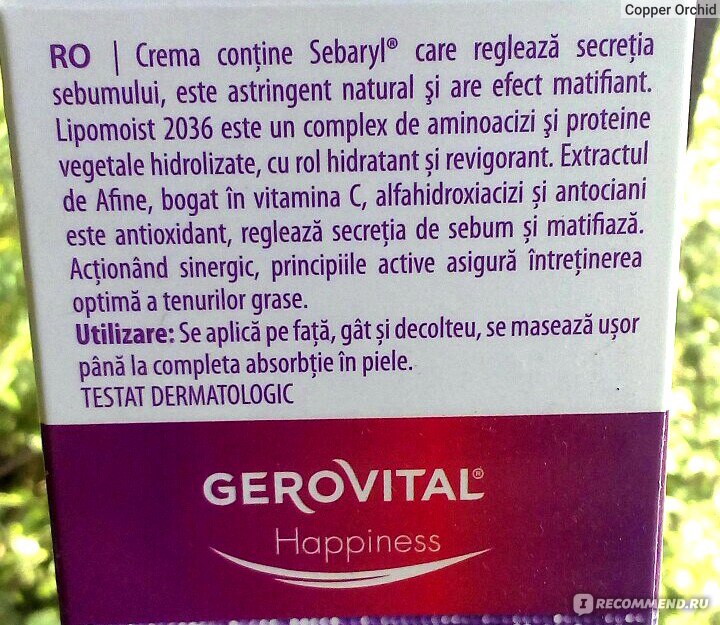 Copper Orchid
RO | Crema conține Sebaryl® care reglează secreția
sebumului, este astringent natural şi are efect matifiant.
Lipomoist 2036 este un complex de aminoacizi şi proteine
vegetale hidrolizate, cu rol hidratant și revigorant. Extractul
de Afine, bogat în vitamina C, alfahidroxiacizi și antociani
este antioxidant, reglează secreția de sebum și matifiază.
Acționând sinergic, principiile active asigură întreținerea
optimă a tenurilor grase.
Utilizare: Se aplică pe față, gât și decolteu, se masează ușor
până la completa absorbție în piele.
TESTAT DERMATOLOGIC
GEROVITAL®
Happiness
I RECOMMEND.RU